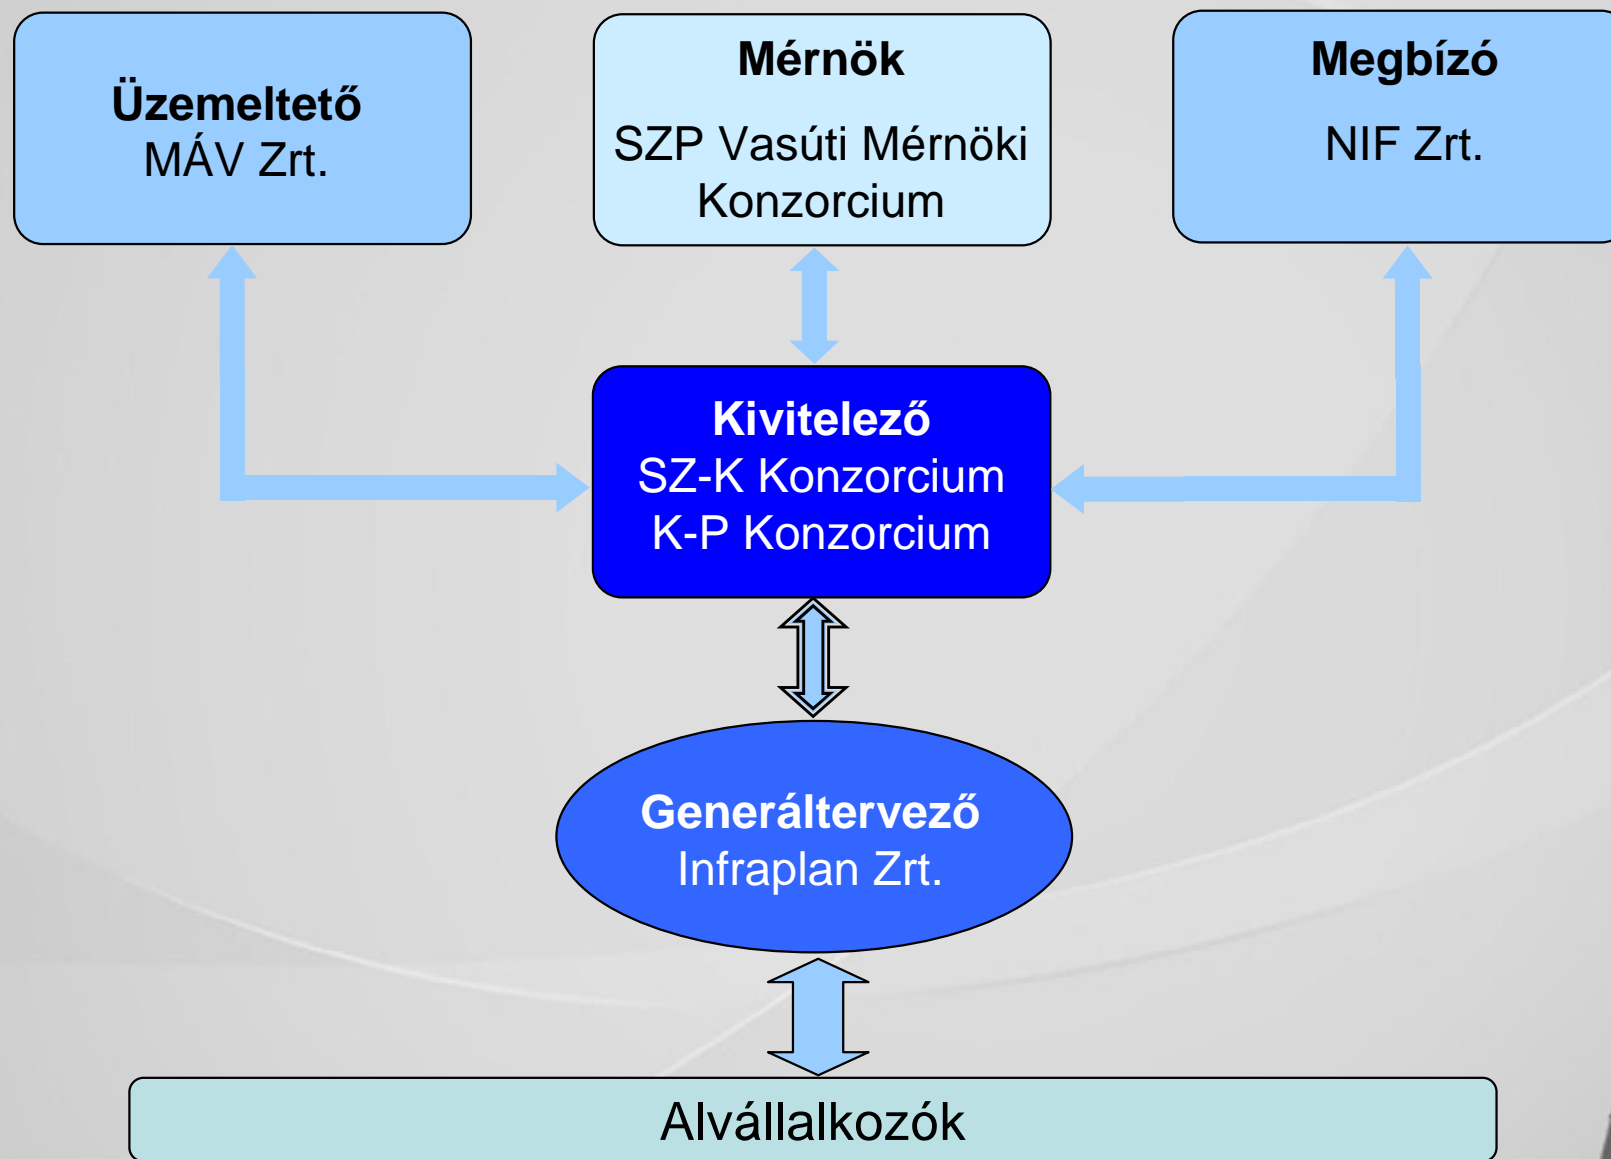 Üzemeltető
MÁV Zrt.
Mérnök
SZP Vasúti Mérnöki
Konzorcium
Megbízó
NIF Zrt.
Kivitelező
SZ-K Konzorcium
K-P Konzorcium
Generáltervező
Infraplan Zrt.
Alvállalkozók